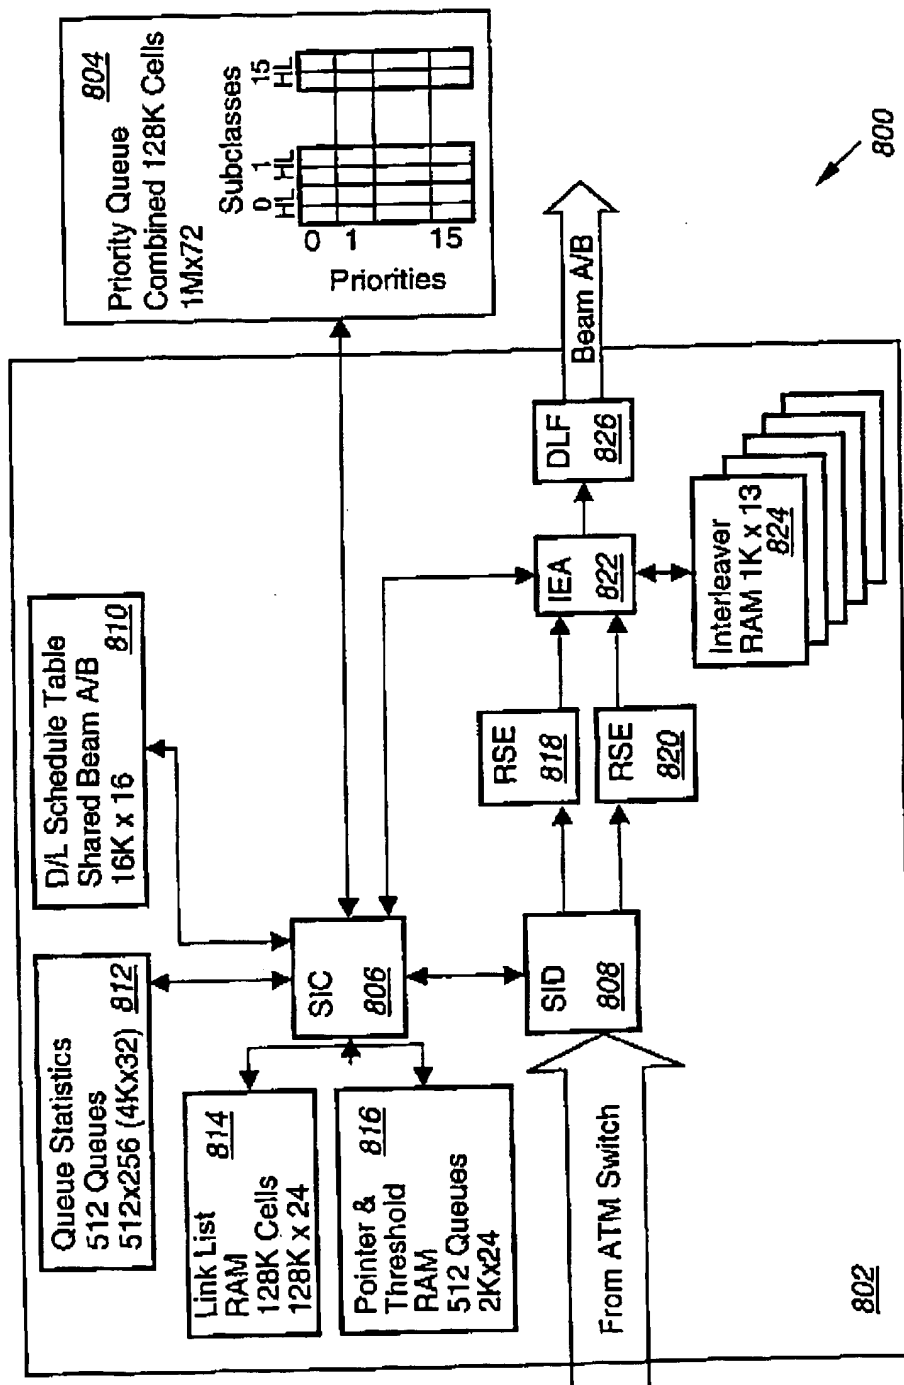 Queue Statistics
512 Queues
512x256 (4Kx32) 812
D/L Schedule Table
Shared Beam A/B
16K x 16 810
Priority Queue 804
Combined 128K Cells
1Mx72
Subclasses
0 1 15
HL HL HL
0
1
15
Priorities
Link List 814
RAM
128K Cells
128K x 24
Pointer & 816
Threshold
RAM
512 Queues
2Kx24
SIC
806
SID
808
From ATM Switch
RSE
818
RSE
820
IEA
822
DLF
826
Beam A/B
Interleaver
RAM 1K x 13
824
802
800